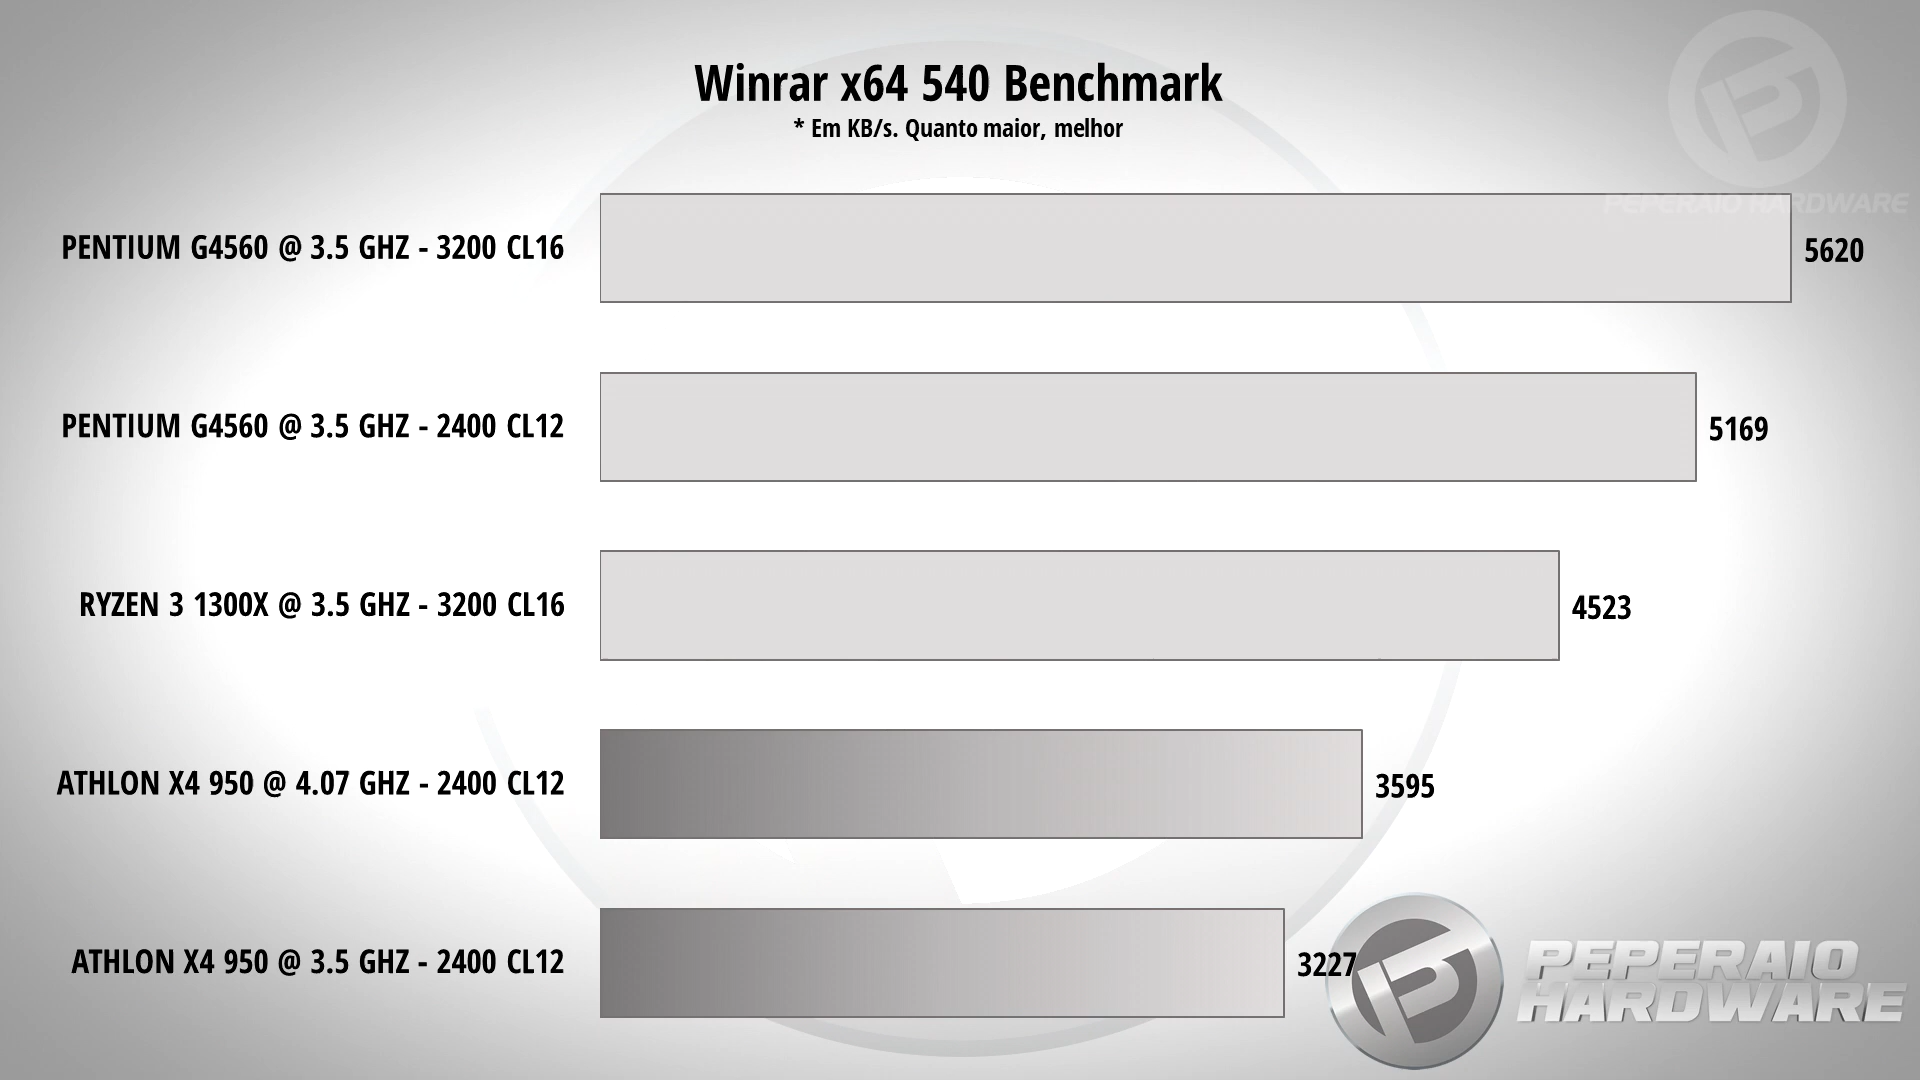 Winrar x64 540 Benchmark
* Em KB/s. Quanto maior, melhor
PEPERAIO HARDWARE
PENTIUM G4560 @ 3.5 GHZ - 3200 CL16
5620
PENTIUM G4560 @ 3.5 GHZ - 2400 CL12
5169
RYZEN 3 1300X @ 3.5 GHZ - 3200 CL16
4523
ATHLON X4 950 @ 4.07 GHZ - 2400 CL12
3595
ATHLON X4 950 @ 3.5 GHZ - 2400 CL12
3227
PEPERAIO
HARDWARE